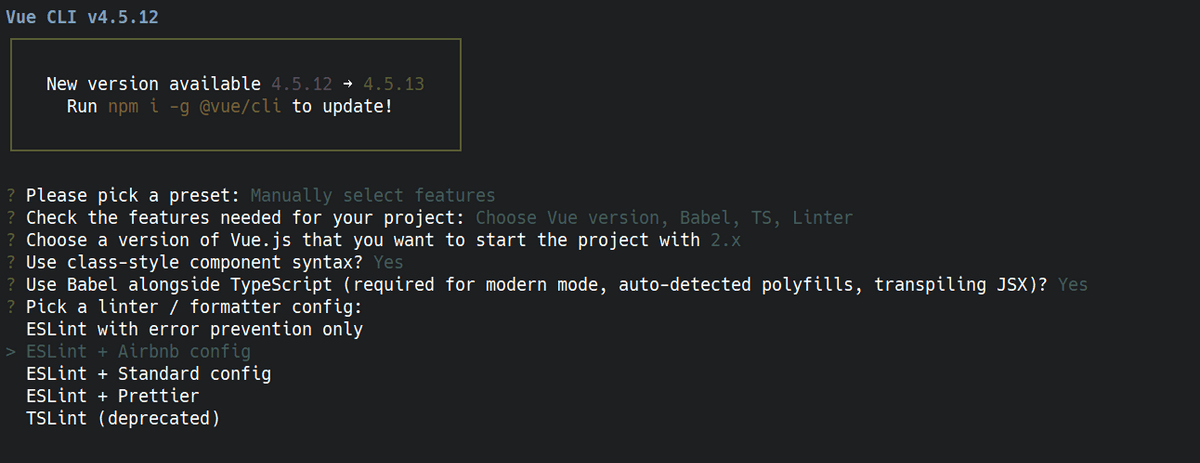 Vue CLI v4.5.12
New version available 4.5.12 → 4.5.13
Run npm i -g @vue/cli to update!
? Please pick a preset: Manually select features
? Check the features needed for your project: Choose Vue version, Babel, TS, Linter
? Choose a version of Vue.js that you want to start the project with 2.x
? Use class-style component syntax? Yes
? Use Babel alongside TypeScript (required for modern mode, auto-detected polyfills, transpiling JSX)? Yes
? Pick a linter / formatter config:
ESLint with error prevention only
> ESLint + Airbnb config
ESLint + Standard config
ESLint + Prettier
TSLint (deprecated)